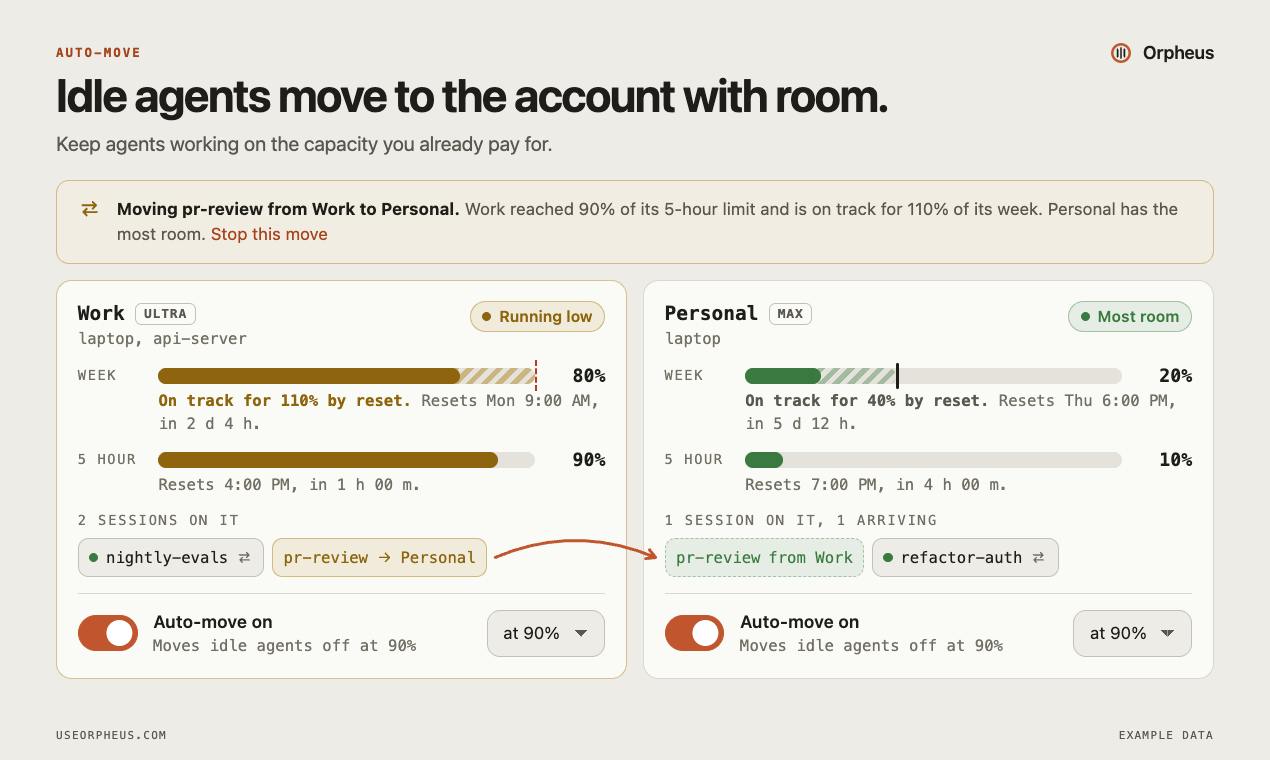 AUTO-MOVE
Orpheus
Idle agents move to the account with room.
Keep agents working on the capacity you already pay for.
⇄ Moving pr-review from Work to Personal. Work reached 90% of its 5-hour limit and is on track for 110% of its week. Personal has the
most room. Stop this move
Work ULTRA
Running low
laptop, api-server
WEEK 80%
On track for 110% by reset. Resets Mon 9:00 AM,
in 2 d 4 h.
5 HOUR 90%
Resets 4:00 PM, in 1 h 00 m.
2 SESSIONS ON IT
nightly-evals ⇄
pr-review → Personal
Auto-move on
Moves idle agents off at 90%
at 90%
Personal MAX
Most room
laptop
WEEK 20%
On track for 40% by reset. Resets Thu 6:00 PM,
in 5 d 12 h.
5 HOUR 10%
Resets 7:00 PM, in 4 h 00 m.
1 SESSION ON IT, 1 ARRIVING
pr-review from Work
refactor-auth ⇄
Auto-move on
Moves idle agents off at 90%
at 90%
USEORPHEUS.COM
EXAMPLE DATA